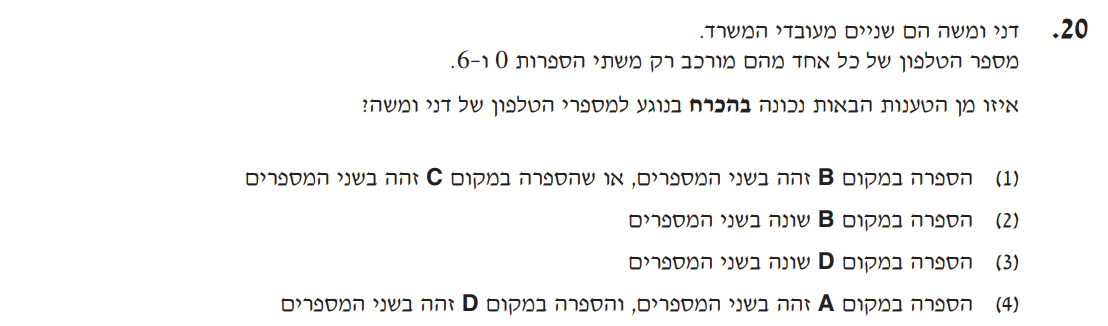 20. דני ומשה הם שניים מעובדי המשרד.
מספר הטלפון של כל אחד מהם מורכב רק משתי הספרות 0 ו-6.
איזו מן הטענות הבאות נכונה בהכרח בנוגע למספרי הטלפון של דני ומשה?
(1) הספרה במקום B זהה בשני המספרים, או שהספרה במקום C זהה בשני המספרים
(2) הספרה במקום B שונה בשני המספרים
(3) הספרה במקום D שונה בשני המספרים
(4) הספרה במקום A זהה בשני המספרים, והספרה במקום D זהה בשני המספרים